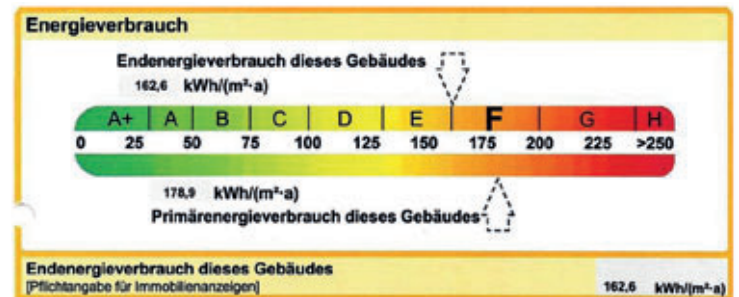 Energieverbrauch
Endenergieverbrauch dieses Gebäudes
162,6 kWh/(m²·a)
A+ A B C D E F G H
0 25 50 75 100 125 150 175 200 225 >250
178,9 kWh/(m²·a)
Primärenergieverbrauch dieses Gebäudes
Endenergieverbrauch dieses Gebäudes
[Pflichtangabe für Immobilienanzeigen]
162,6 kWh/(m²·a)